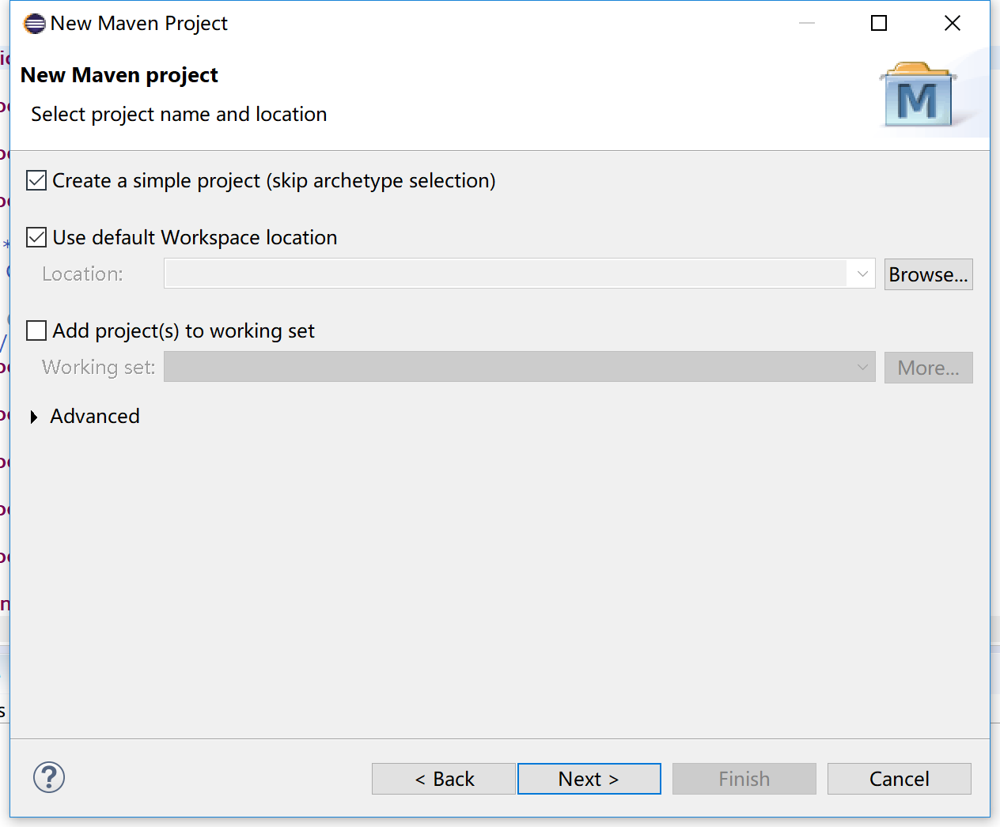 New Maven Project
New Maven project
Select project name and location
M
Create a simple project (skip archetype selection)
Use default Workspace location
Location:
Browse...
Add project(s) to working set
Working set:
More...
Advanced
?
< Back
Next >
Finish
Cancel